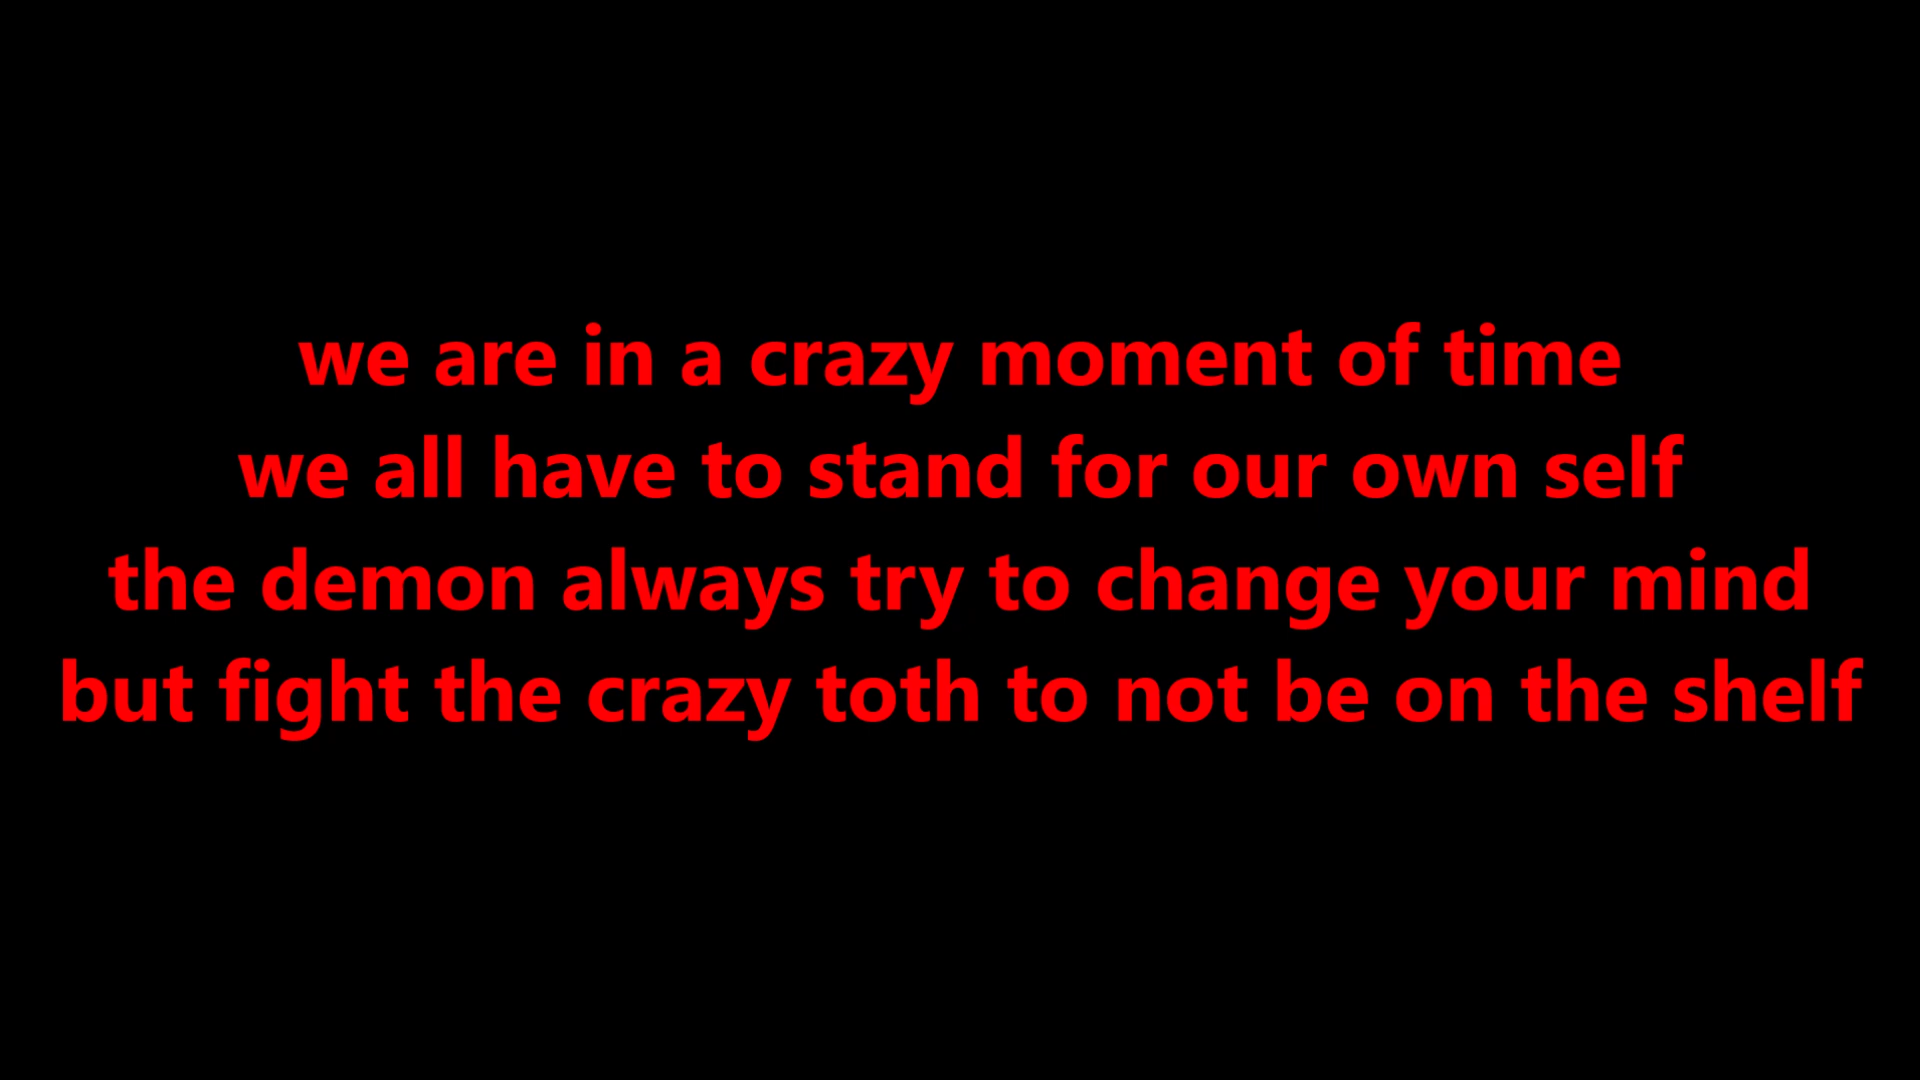 we are in a crazy moment of time
we all have to stand for our own self
the demon always try to change your mind
but fight the crazy toth to not be on the shelf